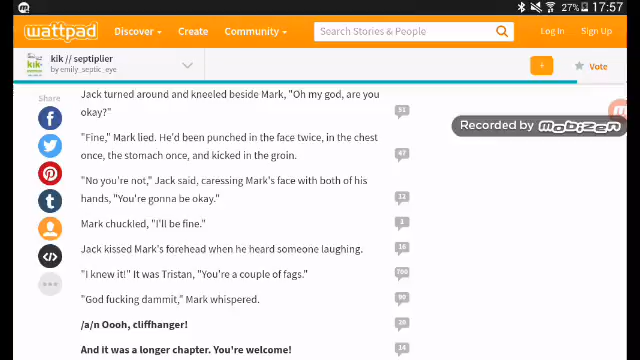 27% 17:57
wattpad Discover Create Community Search Stories & People Log In Sign Up
kik // septiplier
by emily_septic_eye
+ Vote
Share
Jack turned around and kneeled beside Mark, "Oh my god, are you
okay?"
51
Recorded by mobizen
"Fine," Mark lied. He'd been punched in the face twice, in the chest
once, the stomach once, and kicked in the groin.
47
"No you're not," Jack said, caressing Mark's face with both of his
hands, "You're gonna be okay."
Mark chuckled, "I'll be fine."
Jack kissed Mark's forehead when he heard someone laughing.
16
"I knew it!" It was Tristan, "You're a couple of fags."
700
"God fucking dammit," Mark whispered.
90
/a/n Oooh, cliffhanger!
And it was a longer chapter. You're welcome!
14